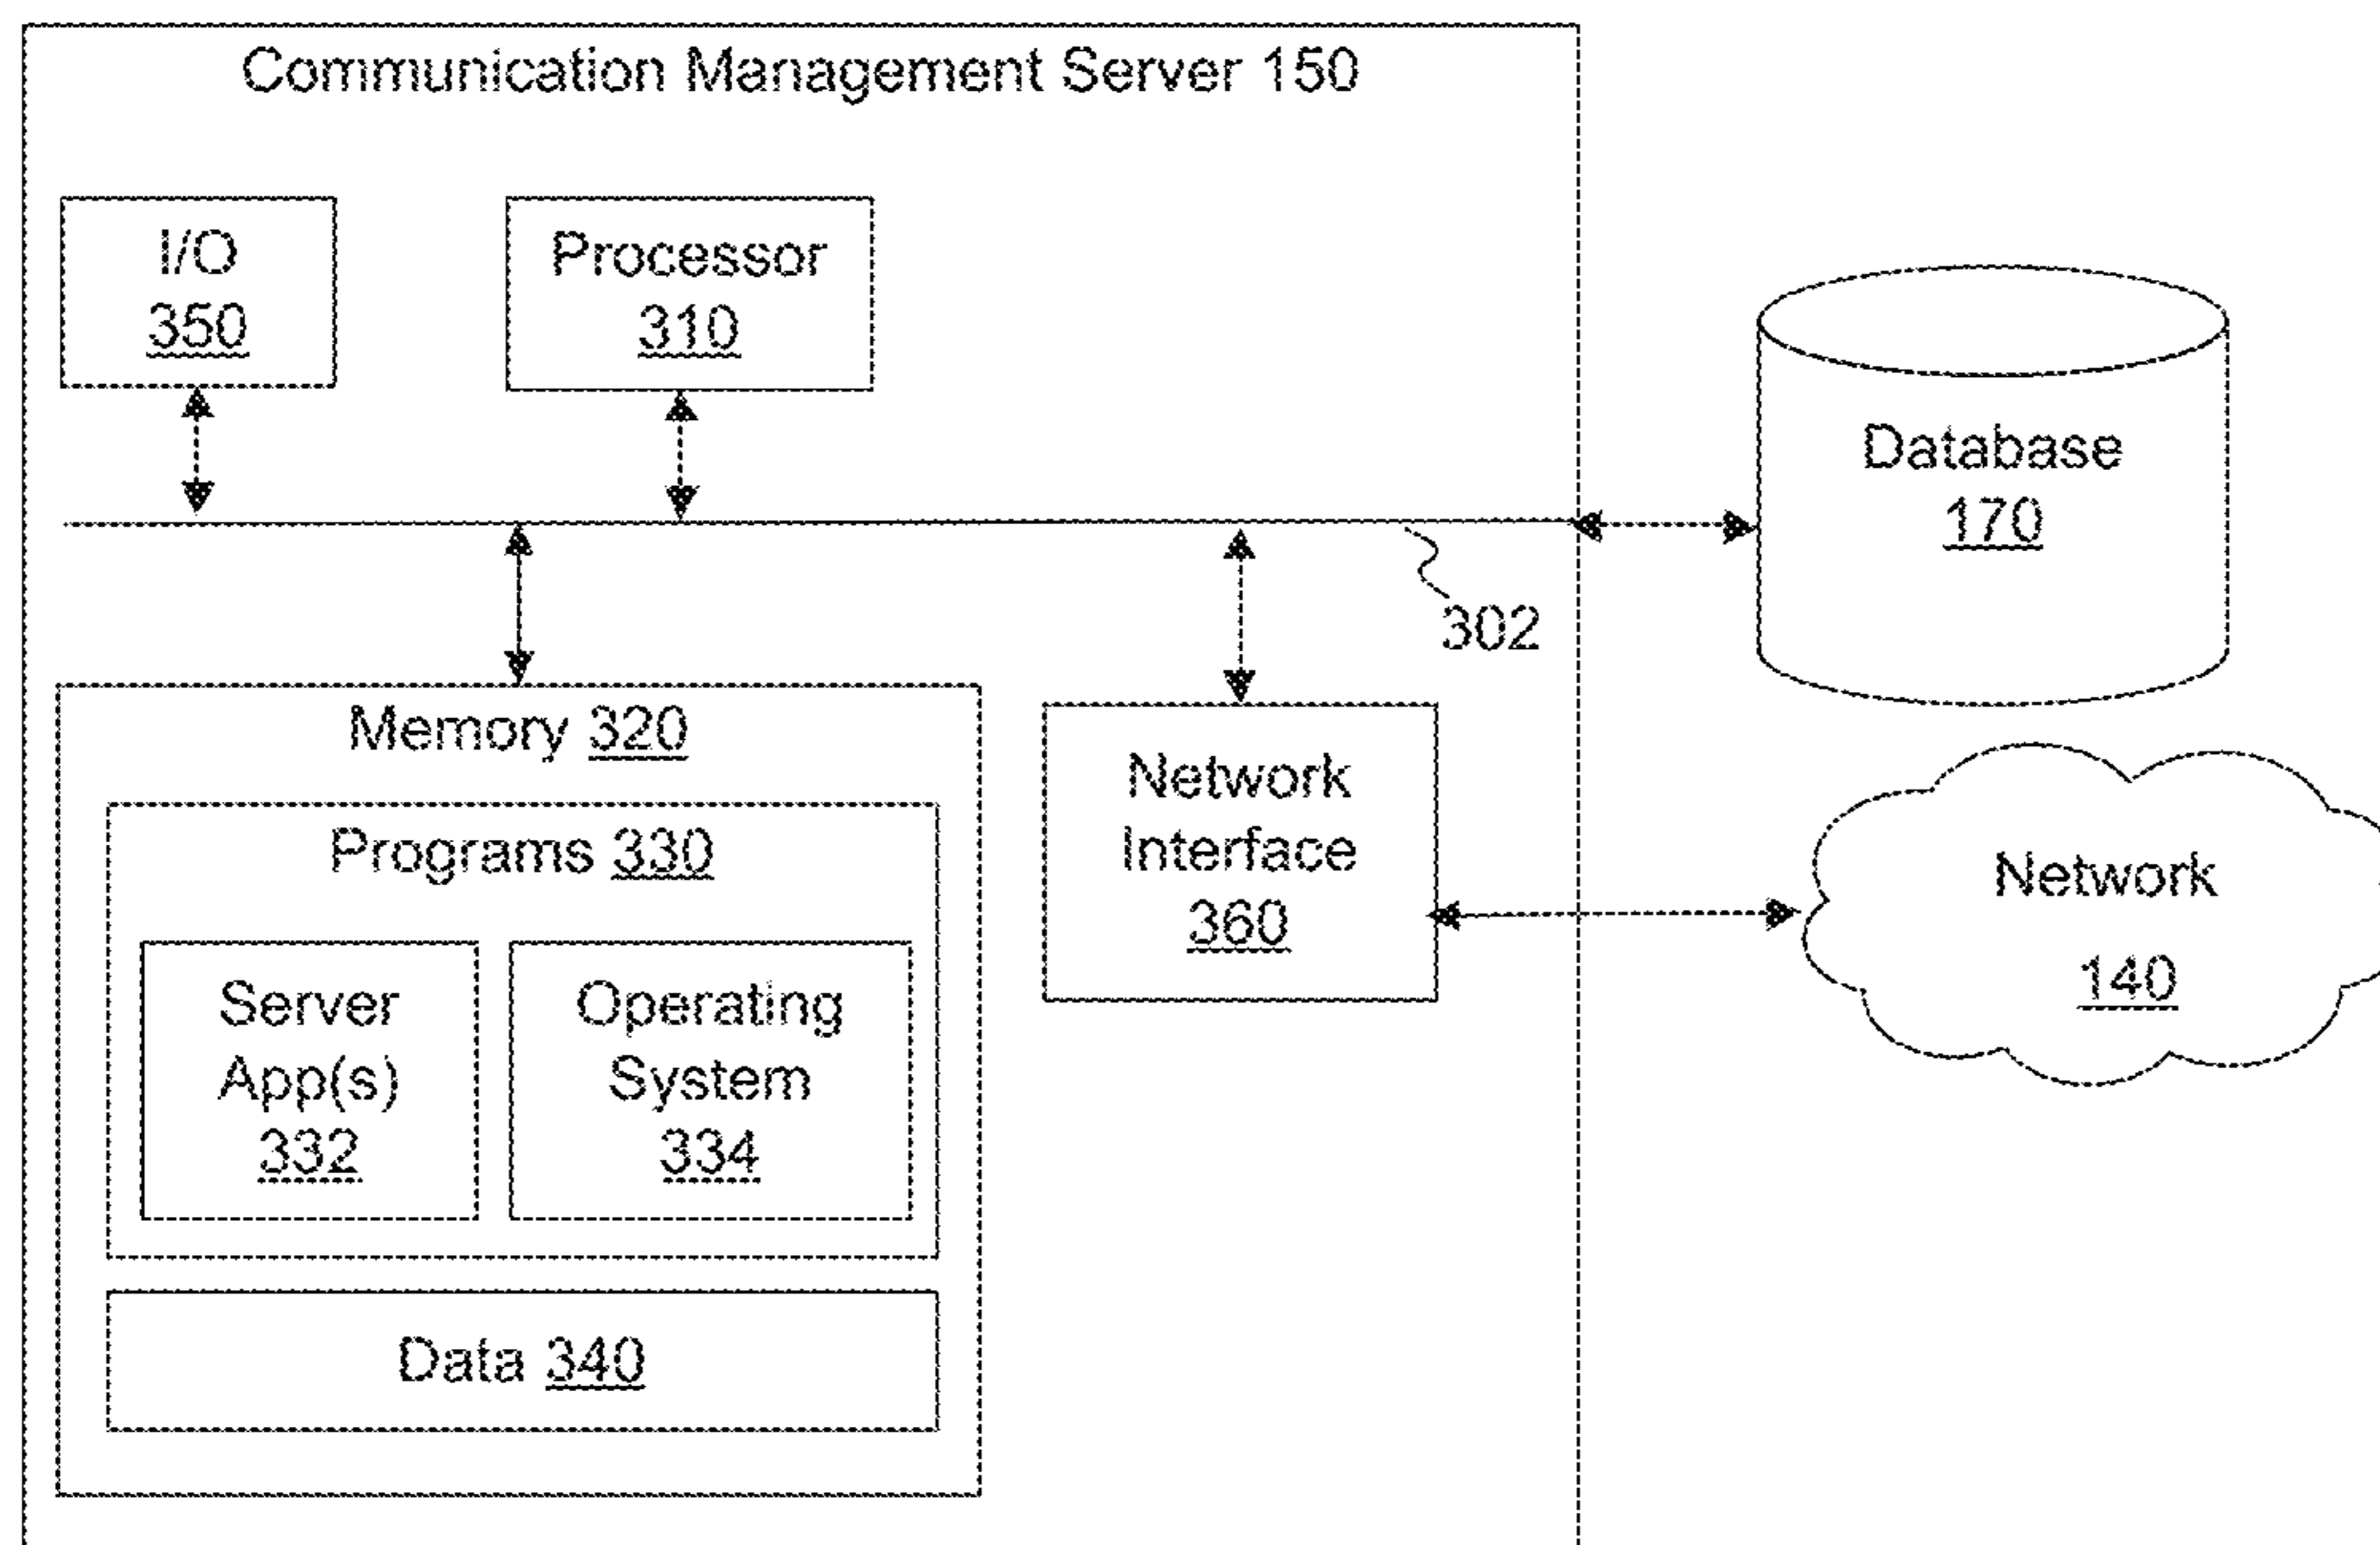 Communication Management Server 150
I/O
350
Processor
310
Database
170
302
Memory 320
Programs 330
Server
App(s)
332
Operating
System
334
Data 340
Network
Interface
360
Network
140